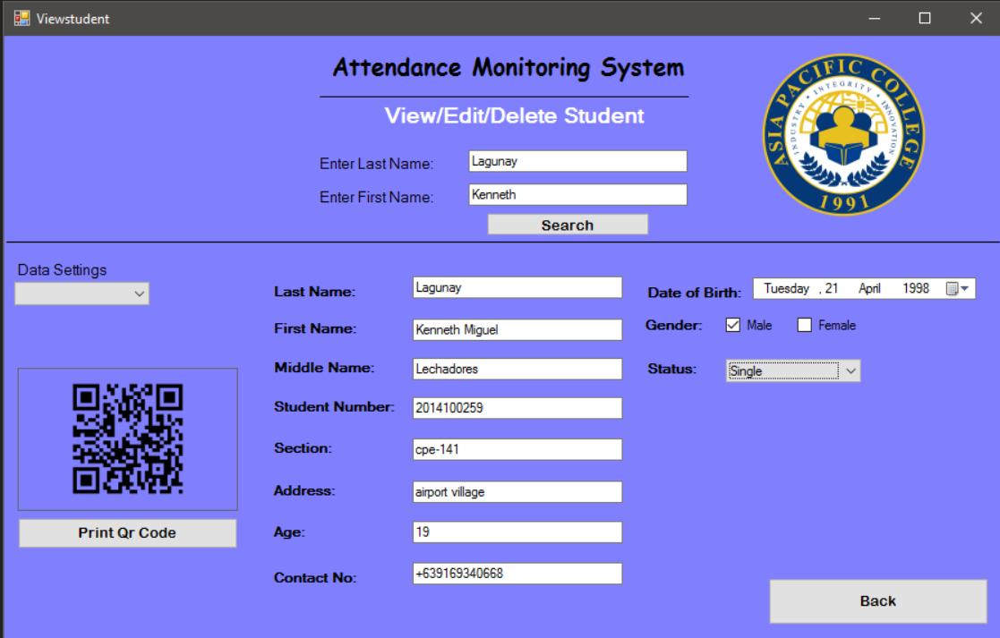 Viewstudent
Attendance Monitoring System
View/Edit/Delete Student
ASIA PACIFIC COLLEGE
INDUSTRY INTEGRITY INNOVATION
1991
Enter Last Name: Lagunay
Enter First Name: Kenneth
Search
Data Settings
Print Qr Code
Last Name: Lagunay
First Name: Kenneth Miguel
Middle Name: Lechadores
Student Number: 2014100259
Section: cpe-141
Address: airport village
Age: 19
Contact No: +639169340668
Date of Birth: Tuesday , 21 April 1998
Gender: Male Female
Status: Single
Back